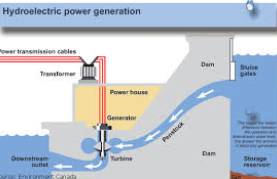 Hydroelectric power generation
Power transmission cables
Transformer
Dam
Sluice
gates
Power house
Generator
Penstock
Downstream
outlet
Turbine
Dam
Storage
reservoir
Source: Environment Canada